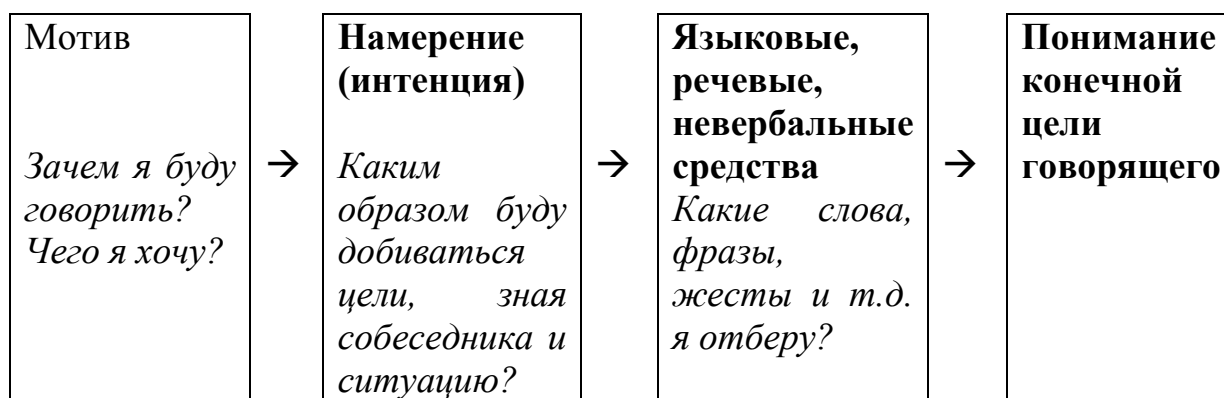 Мотив
Зачем я буду
говорить?
Чего я хочу?
→
Намерение
(интенция)
Каким
образом буду
добиваться
цели, зная
собеседника и
ситуацию?
→
Языковые,
речевые,
невербальные
средства
Какие слова,
фразы,
жесты и т.д.
я отберу?
→
Понимание
конечной
цели
говорящего